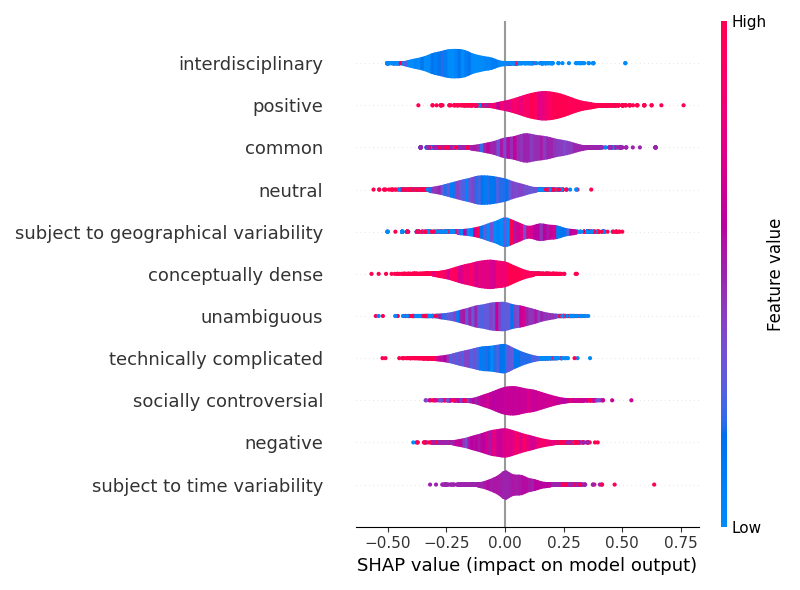 High
interdisciplinary
positive
common
neutral
subject to geographical variability
conceptually dense
unambiguous
technically complicated
socially controversial
negative
subject to time variability
Feature value
Low
−0.50 −0.25 0.00 0.25 0.50 0.75
SHAP value (impact on model output)